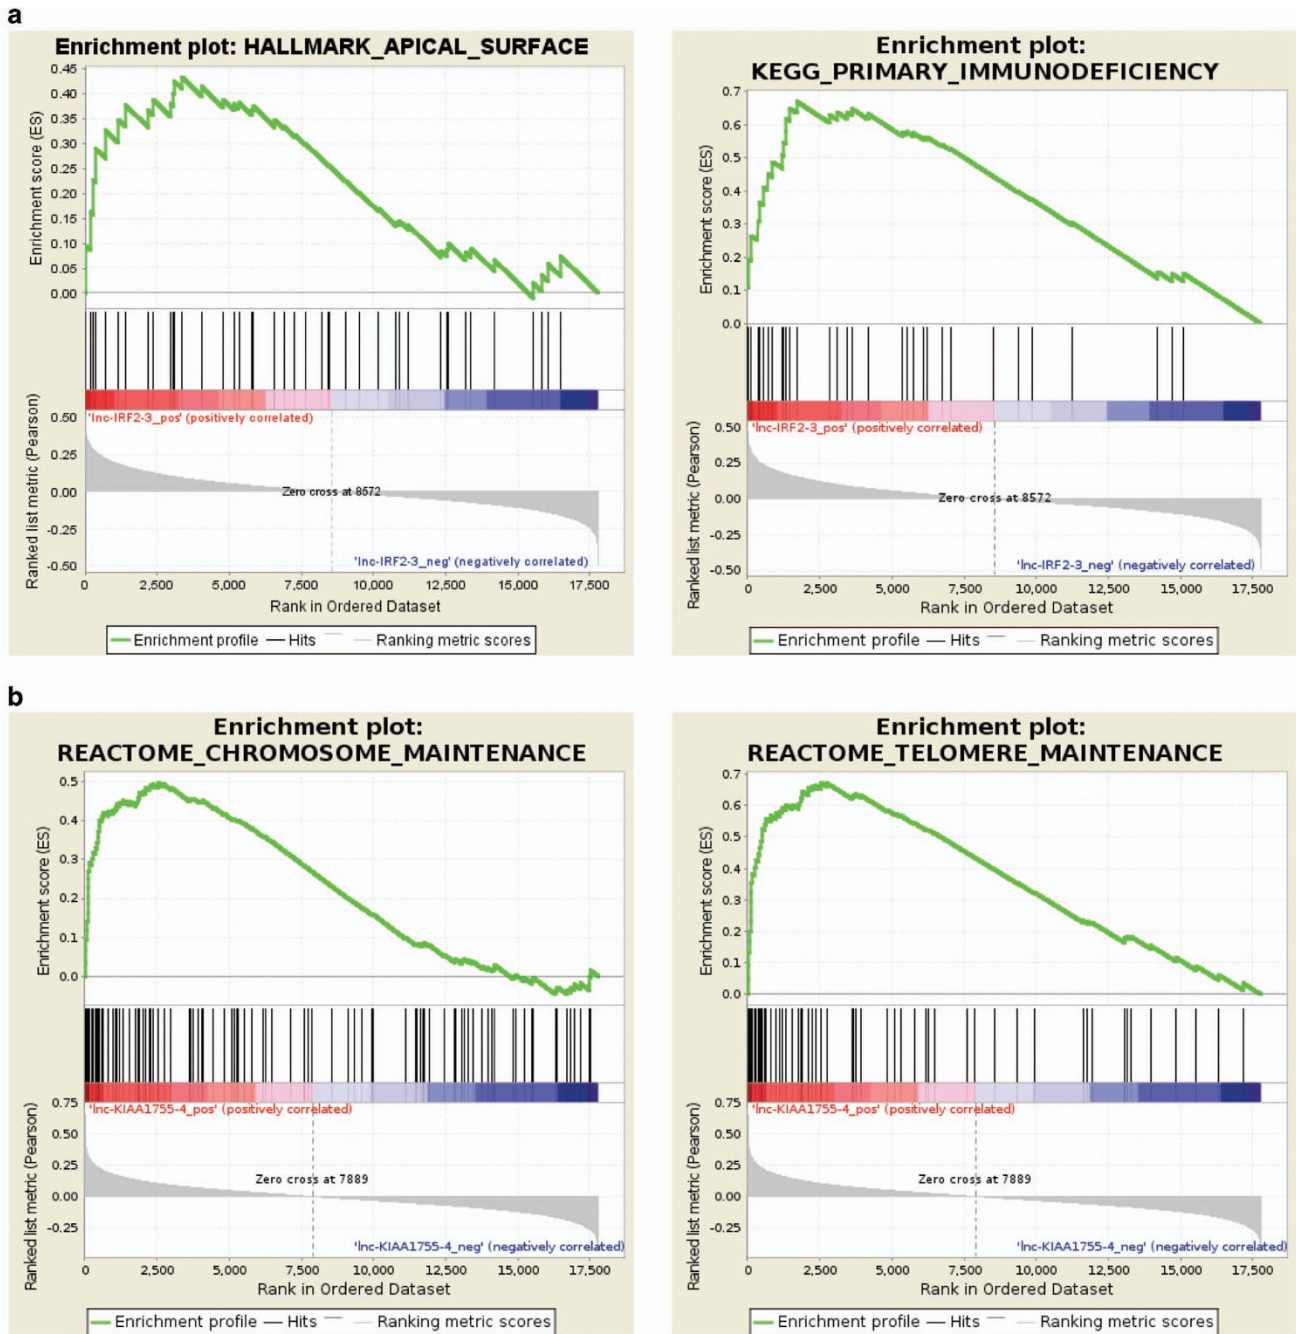 a
Enrichment plot: HALLMARK_APICAL_SURFACE
0.45
0.40
0.35
0.30
0.25
0.20
0.15
0.10
0.05
0.00
Enrichment score (ES)
'lnc-IRF2-3_pos' (positively correlated)
0.50
0.25
0.00
-0.25
-0.50
Ranked list metric (Pearson)
Zero cross at 8572
'lnc-IRF2-3_neg' (negatively correlated)
0 2,500 5,000 7,500 10,000 12,500 15,000 17,500
Rank in Ordered Dataset
Enrichment profile Hits Ranking metric scores
Enrichment plot:
KEGG_PRIMARY_IMMUNODEFICIENCY
0.7
0.6
0.5
0.4
0.3
0.2
0.1
0.0
Enrichment score (ES)
'lnc-IRF2-3_pos' (positively correlated)
0.50
0.25
0.00
-0.25
-0.50
Ranked list metric (Pearson)
Zero cross at 8572
'lnc-IRF2-3_neg' (negatively correlated)
0 2,500 5,000 7,500 10,000 12,500 15,000 17,500
Rank in Ordered Dataset
Enrichment profile Hits Ranking metric scores
b
Enrichment plot:
REACTOME_CHROMOSOME_MAINTENANCE
0.5
0.4
0.3
0.2
0.1
0.0
Enrichment score (ES)
'lnc-KIAA1755-4_pos' (positively correlated)
0.75
0.50
0.25
0.00
-0.25
Ranked list metric (Pearson)
Zero cross at 7889
'lnc-KIAA1755-4_neg' (negatively correlated)
0 2,500 5,000 7,500 10,000 12,500 15,000 17,500
Rank in Ordered Dataset
Enrichment profile Hits Ranking metric scores
Enrichment plot:
REACTOME_TELOMERE_MAINTENANCE
0.7
0.6
0.5
0.4
0.3
0.2
0.1
0.0
Enrichment score (ES)
'lnc-KIAA1755-4_pos' (positively correlated)
0.75
0.50
0.25
0.00
-0.25
Ranked list metric (Pearson)
Zero cross at 7889
'lnc-KIAA1755-4_neg' (negatively correlated)
0 2,500 5,000 7,500 10,000 12,500 15,000 17,500
Rank in Ordered Dataset
Enrichment profile Hits Ranking metric scores